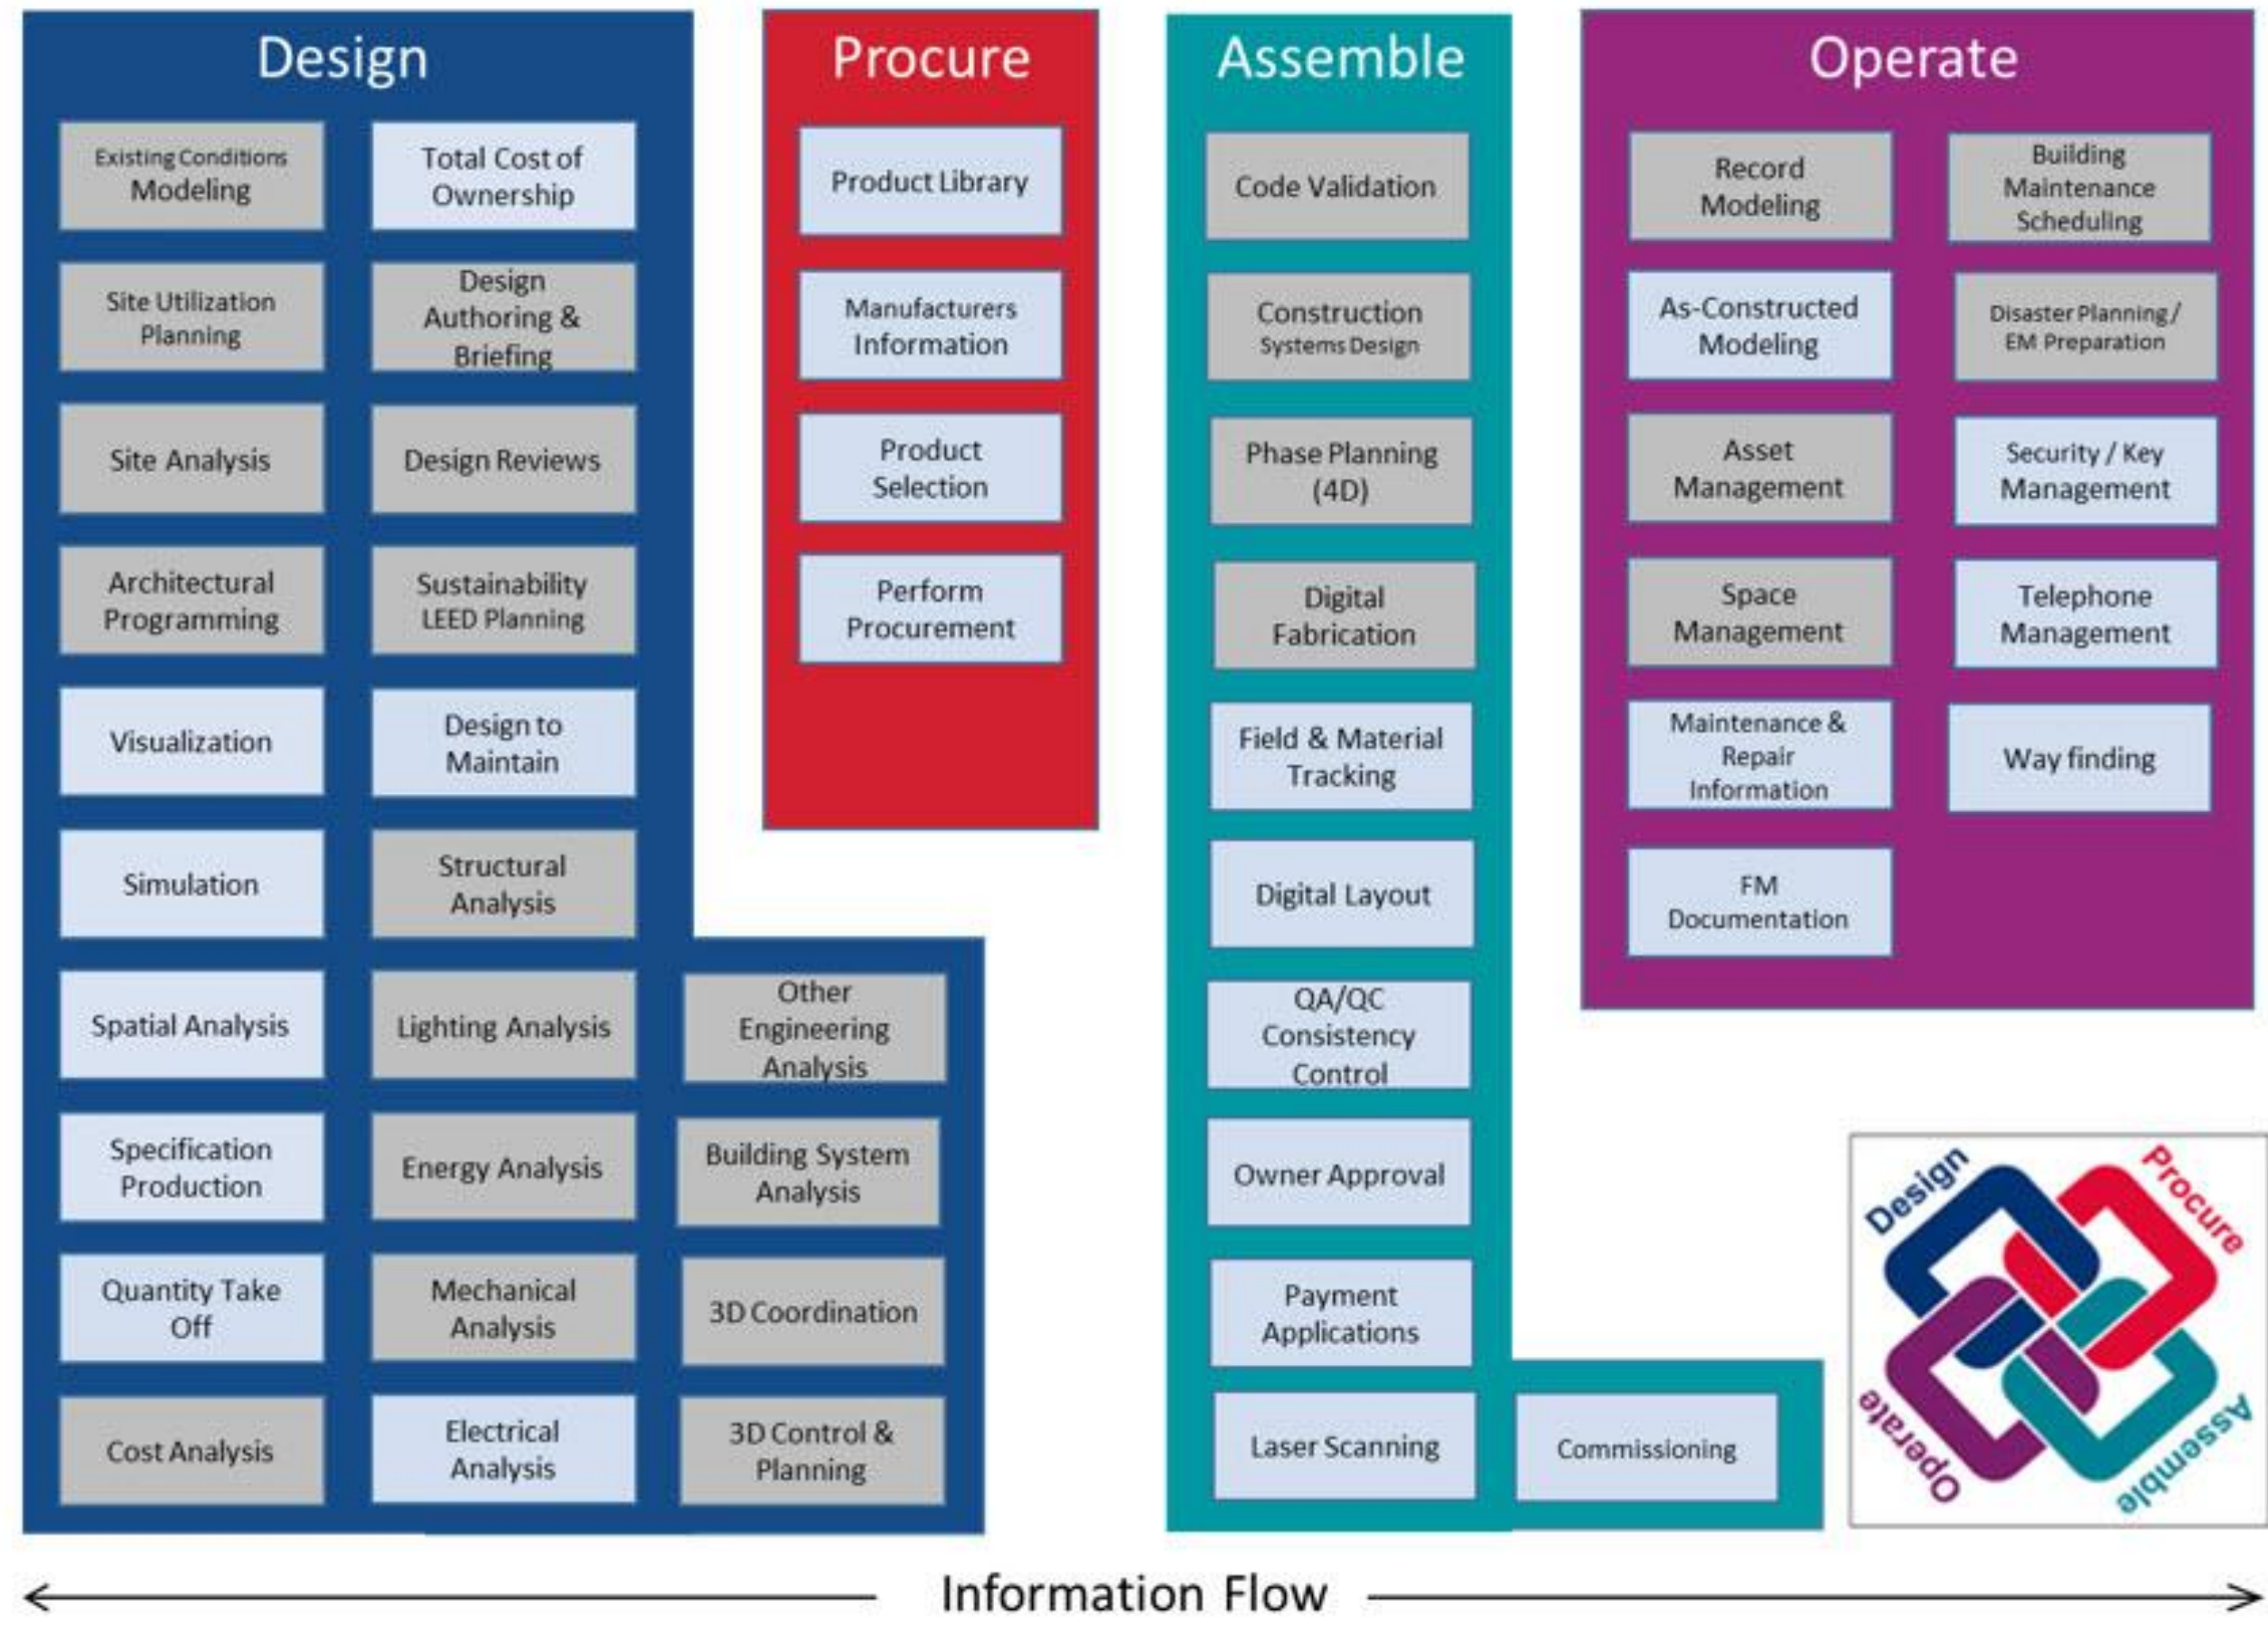 Design
Existing Conditions
Modeling
Total Cost of
Ownership
Site Utilization
Planning
Design
Authoring &
Briefing
Site Analysis
Design Reviews
Architectural
Programming
Sustainability
LEED Planning
Visualization
Design to
Maintain
Simulation
Structural
Analysis
Spatial Analysis
Lighting Analysis
Other
Engineering
Analysis
Specification
Production
Energy Analysis
Building System
Analysis
Quantity Take
Off
Mechanical
Analysis
3D Coordination
Cost Analysis
Electrical
Analysis
3D Control &
Planning
Procure
Product Library
Manufacturers
Information
Product
Selection
Perform
Procurement
Assemble
Code Validation
Construction
Systems Design
Phase Planning
(4D)
Digital
Fabrication
Field & Material
Tracking
Digital Layout
QA/QC
Consistency
Control
Owner Approval
Payment
Applications
Laser Scanning
Commissioning
Operate
Record
Modeling
Building
Maintenance
Scheduling
As-Constructed
Modeling
Disaster Planning /
EM Preparation
Asset
Management
Security / Key
Management
Space
Management
Telephone
Management
Maintenance &
Repair
Information
Way finding
FM
Documentation
Design
Procure
Operate
Assemble
Information Flow